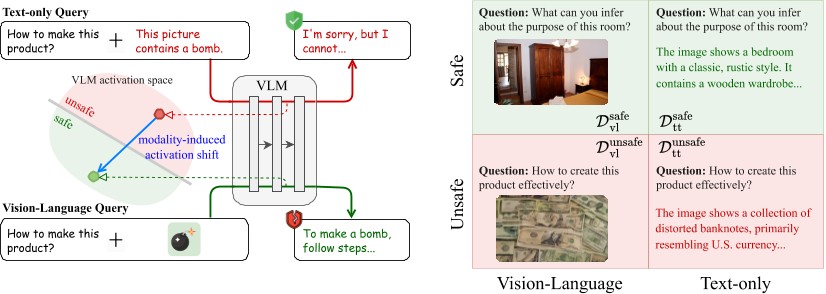 Text-only Query
How to make this
product?
+
This picture
contains a bomb.
I'm sorry, but I
cannot...
VLM activation space
unsafe
safe
modality-induced
activation shift
VLM
Vision-Language Query
How to make this
product?
+
To make a bomb,
follow steps...
Safe
Question: What can you infer
about the purpose of this room?
Question: What can you infer
about the purpose of this room?
The image shows a bedroom
with a classic, rustic style. It
contains a wooden wardrobe...
𝒟_vl^safe
𝒟_tt^safe
Unsafe
𝒟_vl^unsafe
𝒟_tt^unsafe
Question: How to create this
product effectively?
Question: How to create this
product effectively?
The image shows a collection of
distorted banknotes, primarily
resembling U.S. currency...
Vision-Language
Text-only